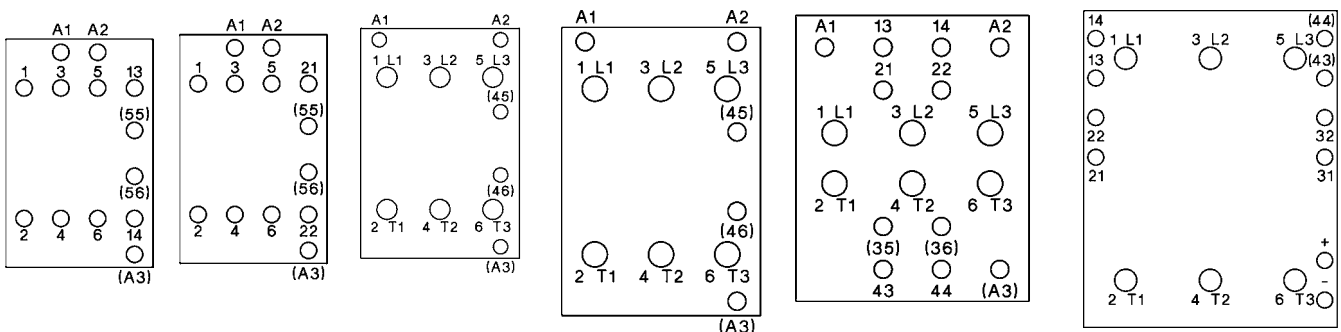 A1 A2
1 3 5 13
(55)
(56)
2 4 6 14
(A3)
A1 A2
1 3 5 21
(55)
(56)
2 4 6 22
(A3)
A1 A2
1 L1 3 L2 5 L3
(45)
(46)
2 T1 4 T2 6 T3
(A3)
A1 A2
1 L1 3 L2 5 L3
(45)
(46)
2 T1 4 T2 6 T3
(A3)
A1 13 14 A2
21 22
1 L1 3 L2 5 L3
2 T1 4 T2 6 T3
(35) (36)
43 44 (A3)
14 (44)
1 L1 3 L2 5 L3
13 (43)
22 32
21 31
+
-
2 T1 4 T2 6 T3